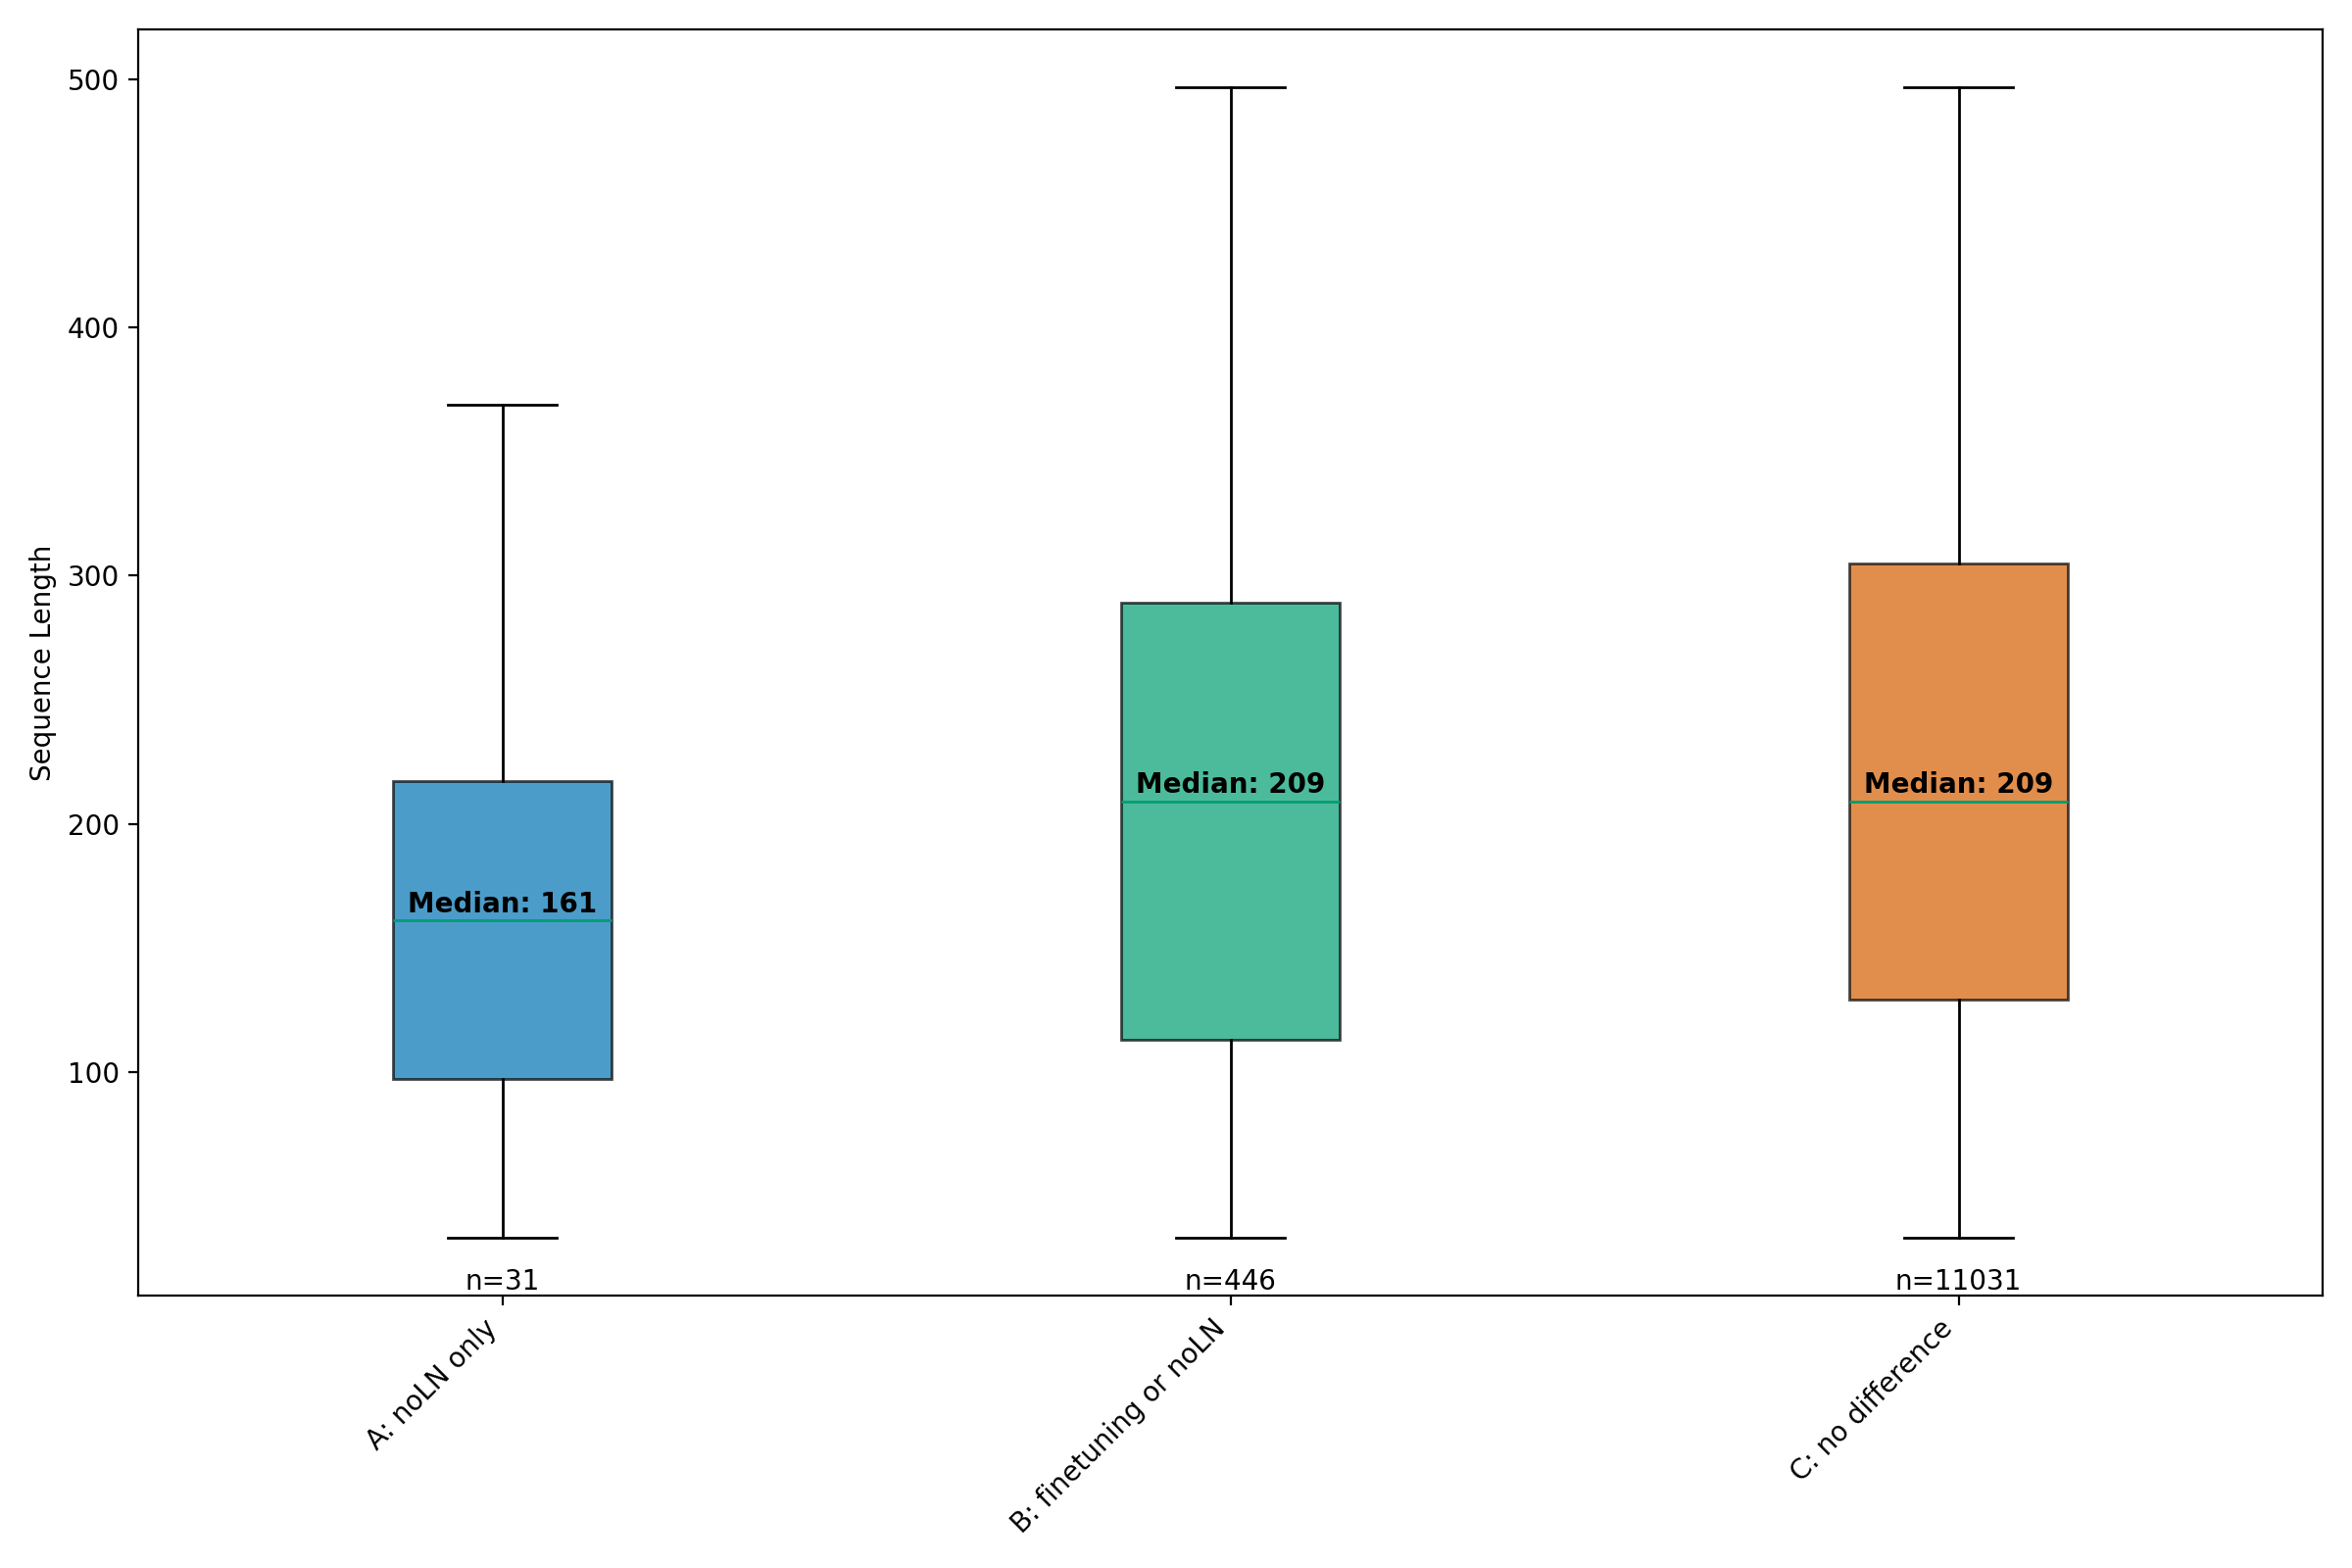 500
400
300
200
100
Sequence Length
Median: 161
Median: 209
Median: 209
n=31
n=446
n=11031
A: noLN only
B: finetuning or noLN
C: no difference